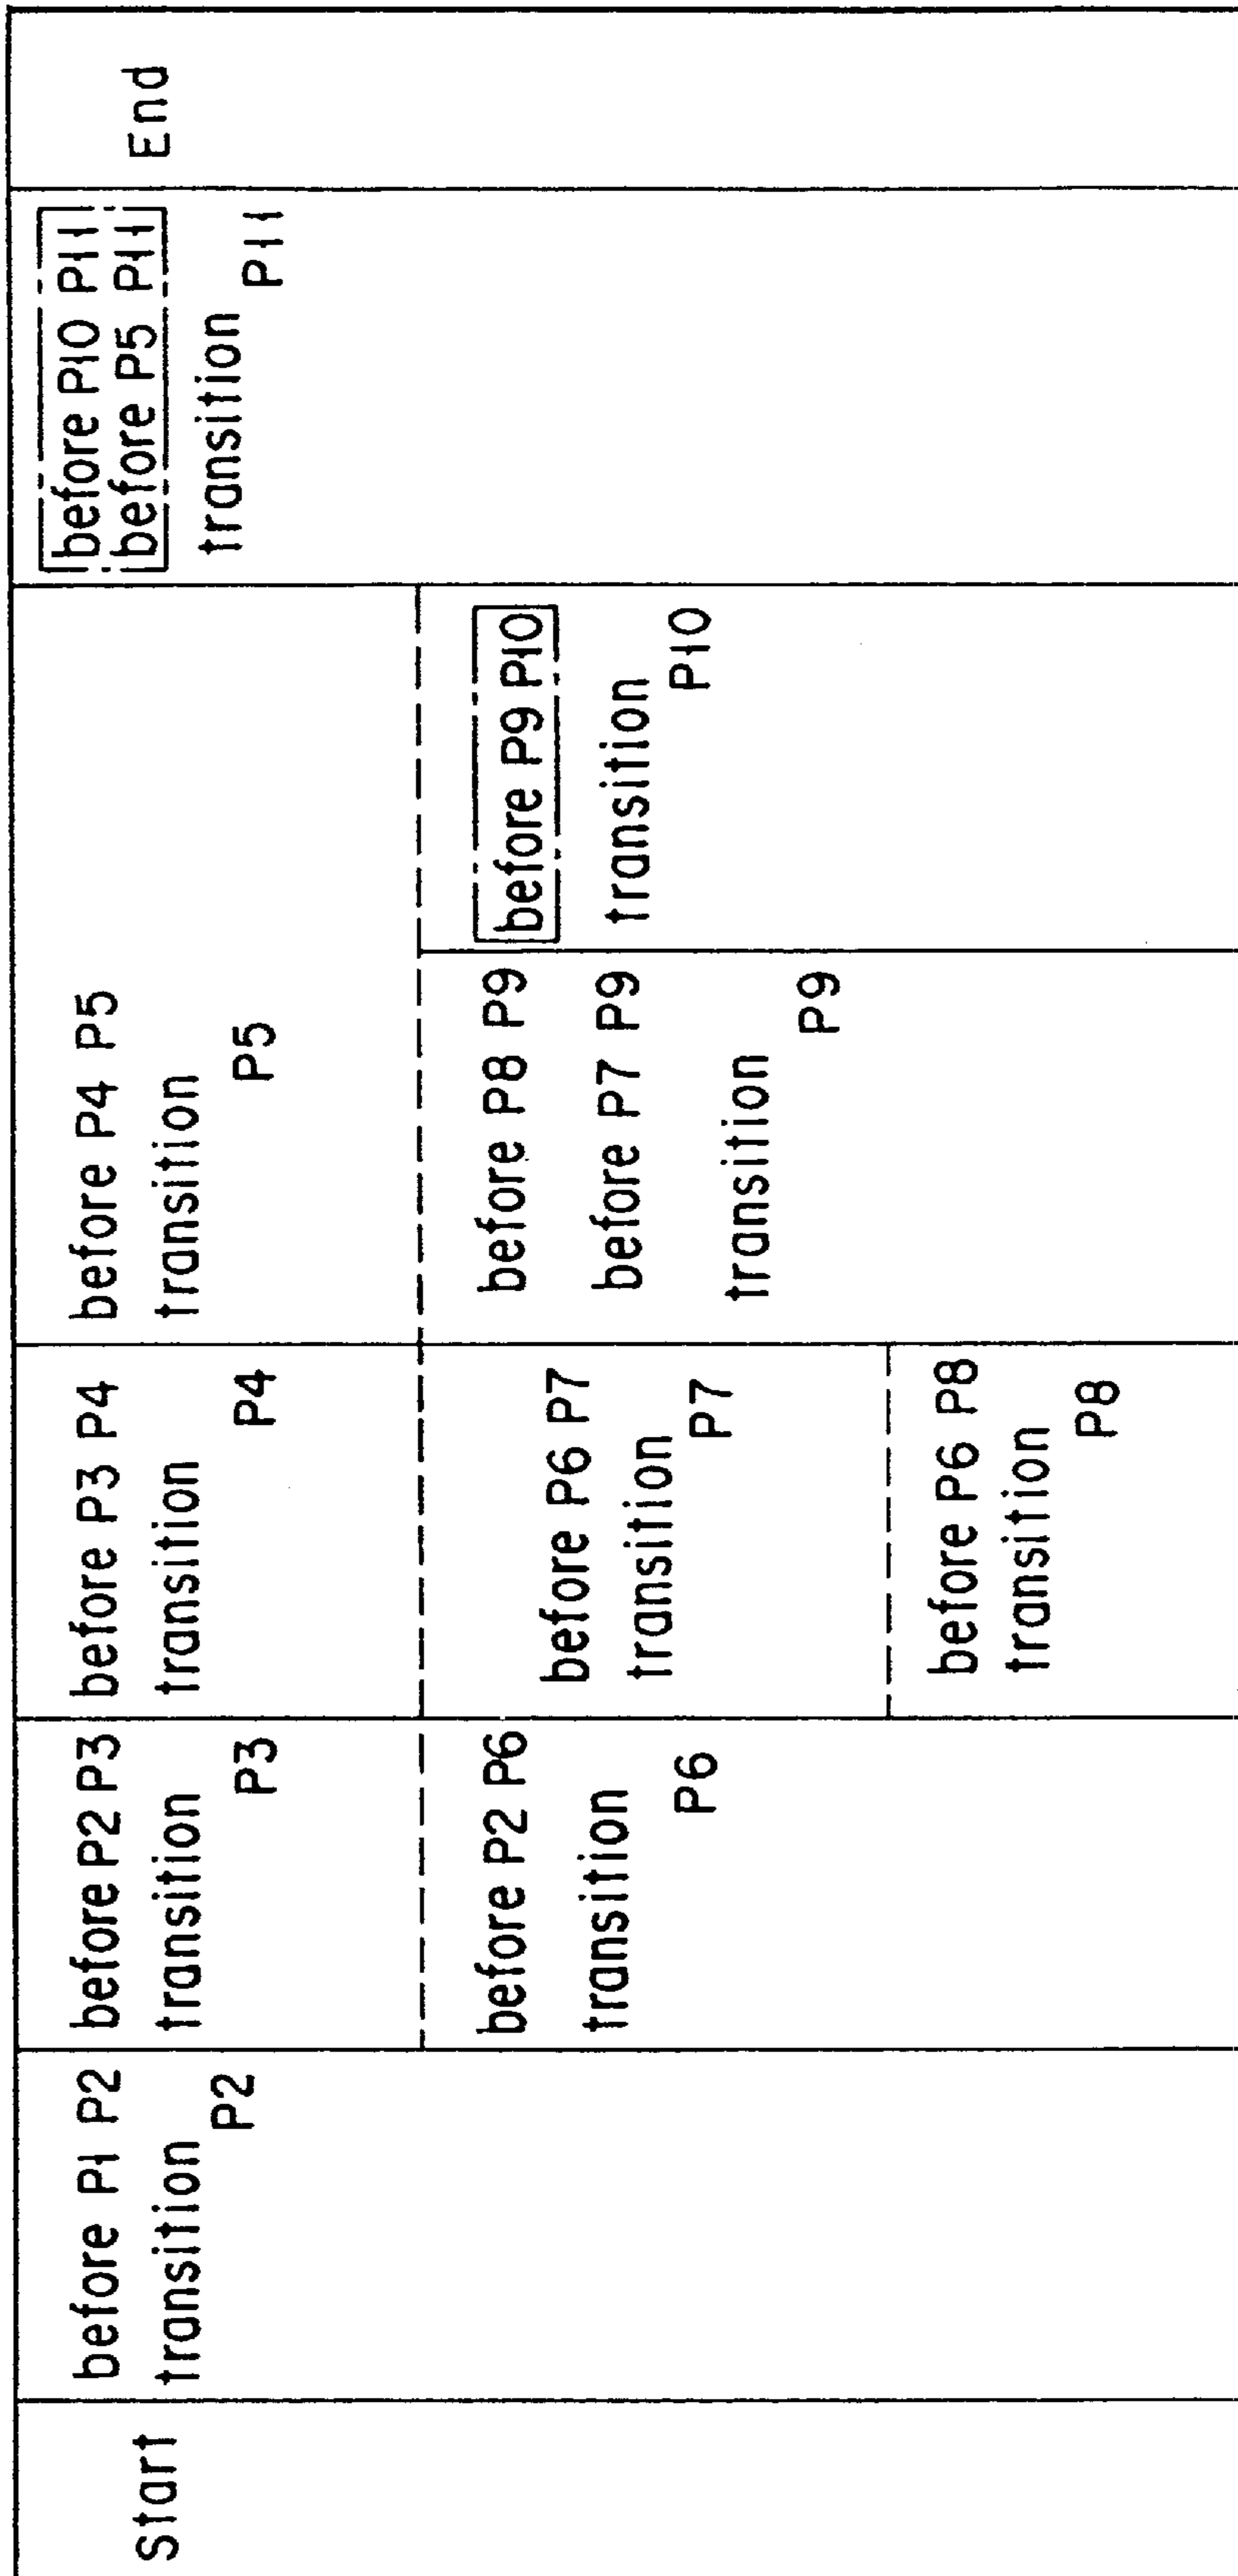 Start
before P1 P2
transition
P2
before P2 P3
transition
P3
before P2 P6
transition
P6
before P3 P4
transition
P4
before P6 P7
transition
P7
before P6 P8
transition
P8
before P4 P5
transition
P5
before P8 P9
before P7 P9
transition
P9
before P9 P10
transition
P10
before P10 P11
before P5 P11
transition
P11
End